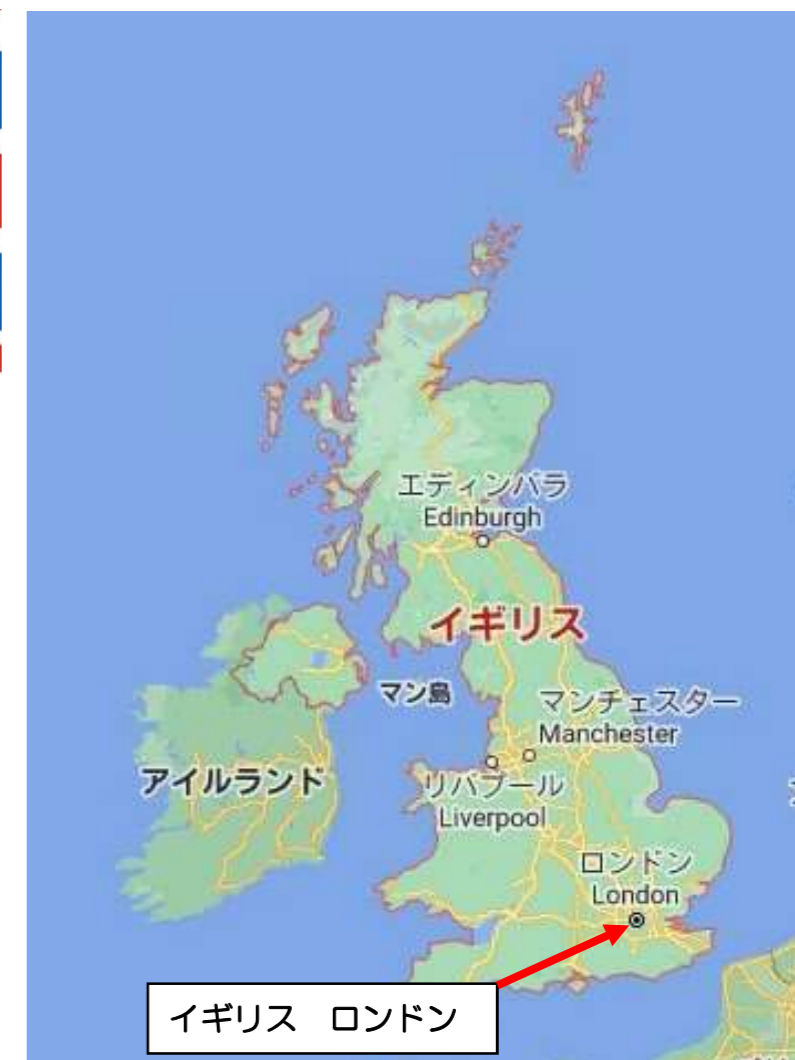 エディンバラ
Edinburgh
イギリス
マン島
マンチェスター
Manchester
アイルランド
リバプール
Liverpool
ロンドン
London
イギリス　ロンドン